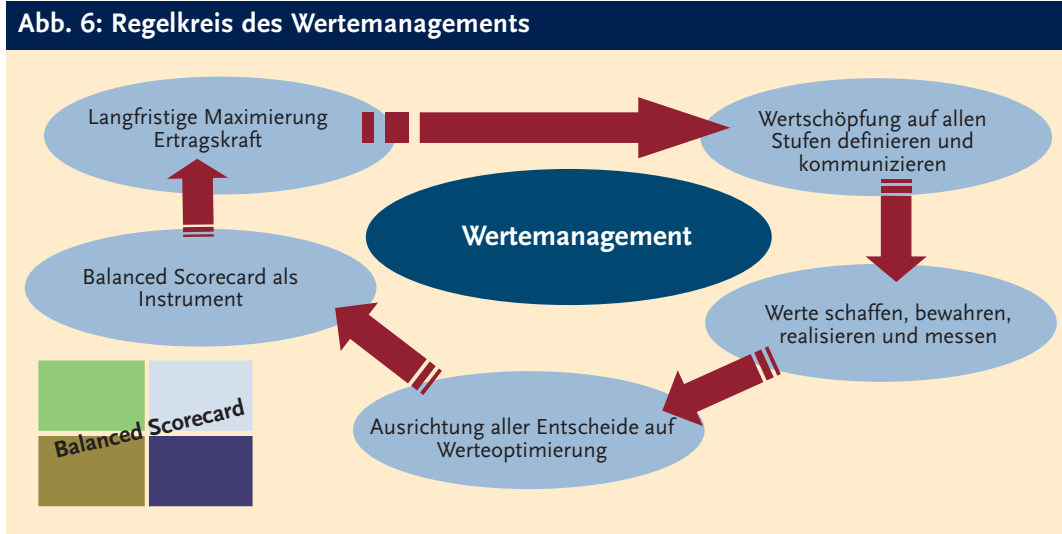 Abb. 6: Regelkreis des Wertemanagements
Langfristige Maximierung
Ertragskraft
Wertschöpfung auf allen
Stufen definieren und
kommunizieren
Wertemanagement
Balanced Scorecard als
Instrument
Werte schaffen, bewahren,
realisieren und messen
Ausrichtung aller Entscheide auf
Werteoptimierung
Balanced Scorecard